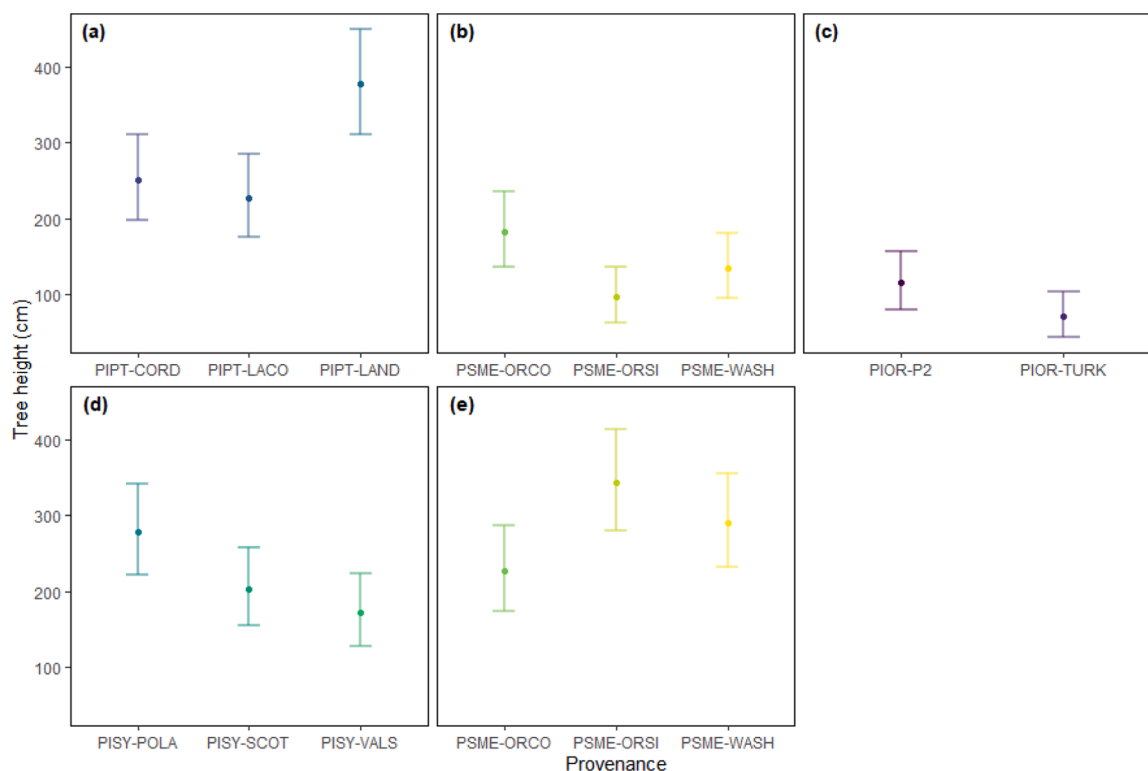 (a) (b) (c)
400
300
200
100
PIPT-CORD PIPT-LACO PIPT-LAND PSME-ORCO PSME-ORSI PSME-WASH PIOR-P2 PIOR-TURK
Tree height (cm)
(d) (e)
400
300
200
100
PISY-POLA PISY-SCOT PISY-VALS PSME-ORCO PSME-ORSI PSME-WASH
Provenance